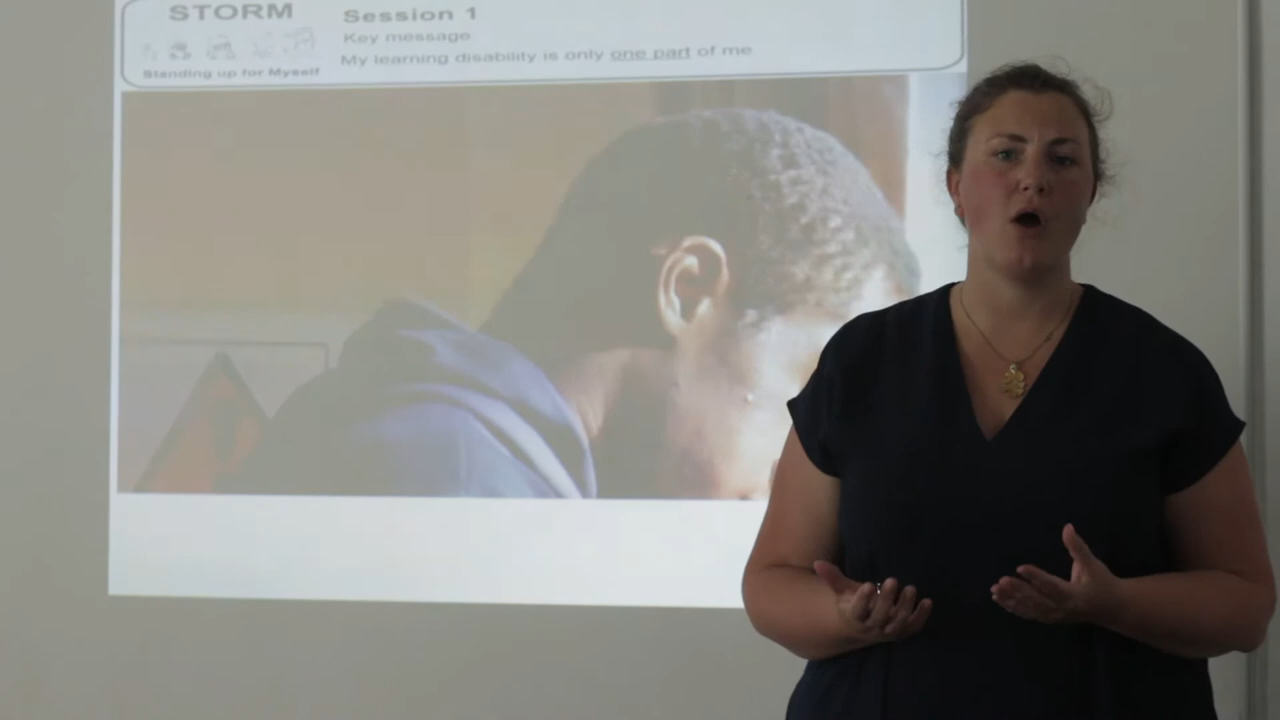 STORM
Standing up for Myself
Session 1
Key message
My learning disability is only one part of me